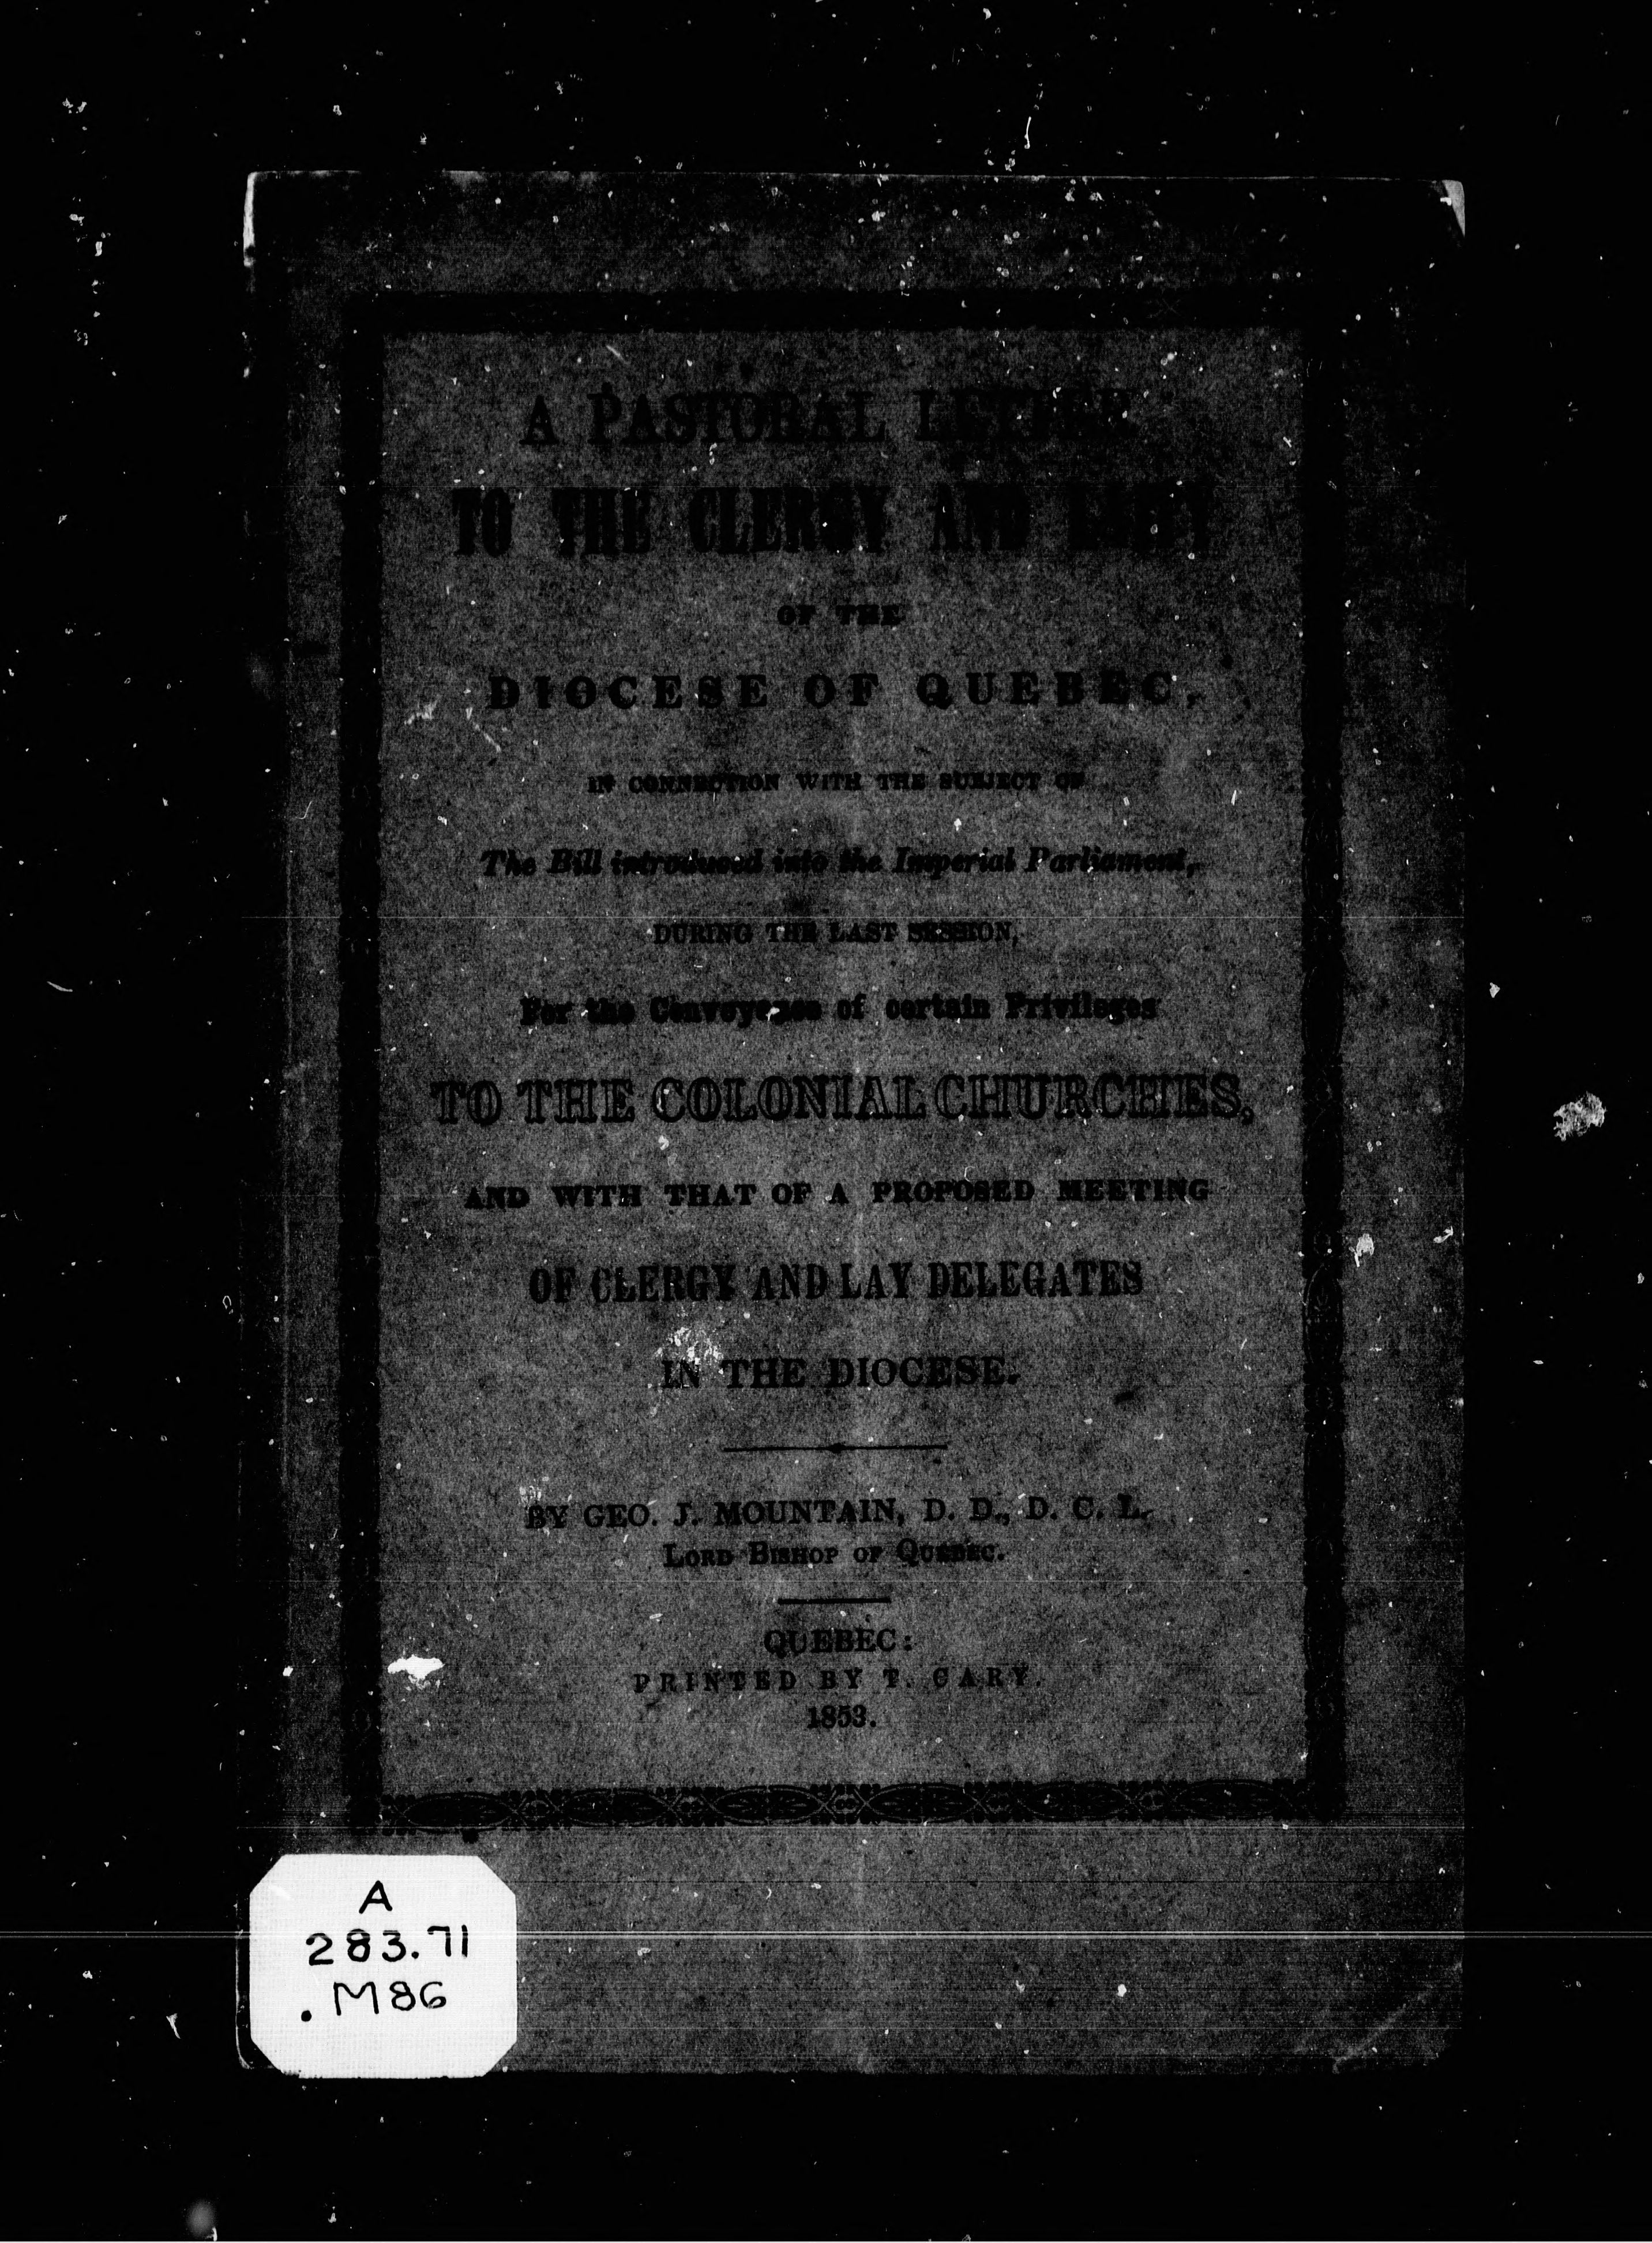 A PASTORAL LETTER
TO THE CLERGY AND LAITY
OF THE
DIOCESE OF QUEBEC,
IN CONNECTION WITH THE SUBJECT OF
The Bill introduced into the Imperial Parliament,
DURING THE LAST SESSION,
For the Conveyance of certain Privileges
TO THE COLONIAL CHURCHES,
AND WITH THAT OF A PROPOSED MEETING
OF CLERGY AND LAY DELEGATES
IN THE DIOCESE.
BY GEO. J. MOUNTAIN, D. D., D. C. L.
LORD BISHOP OF QUEBEC.
QUEBEC:
PRINTED BY T. CARY.
1853.
A
283.71
.M86